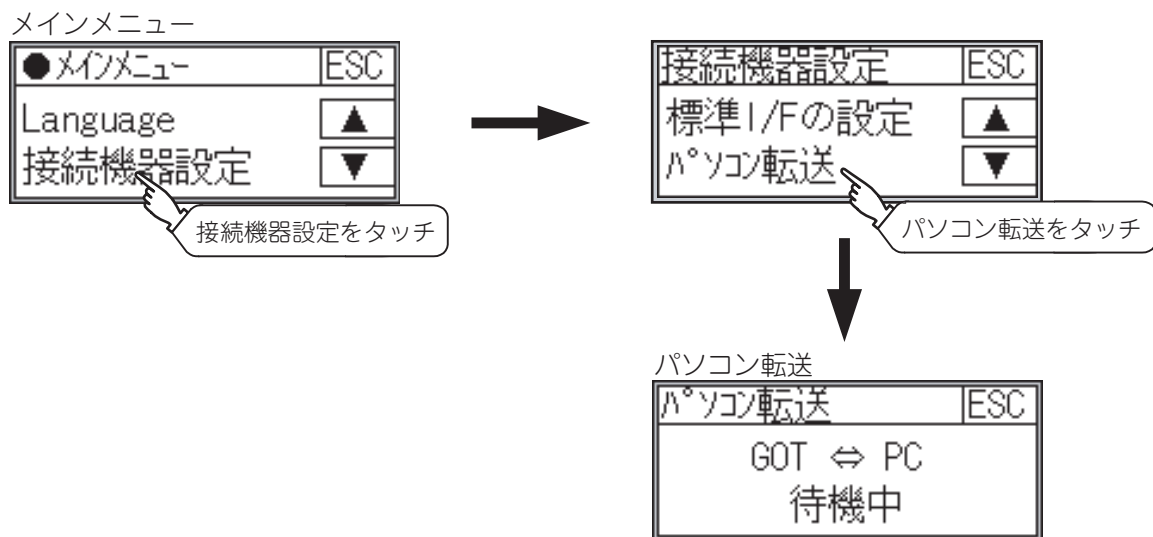 メインメニュー
●ﾒｲﾝﾒﾆｭｰ ESC
Language ▲
接続機器設定 ▼
接続機器設定をタッチ
接続機器設定 ESC
標準I/Fの設定 ▲
ﾊﾟｿｺﾝ転送 ▼
パソコン転送をタッチ
パソコン転送
ﾊﾟｿｺﾝ転送 ESC
GOT ⇔ PC
待機中